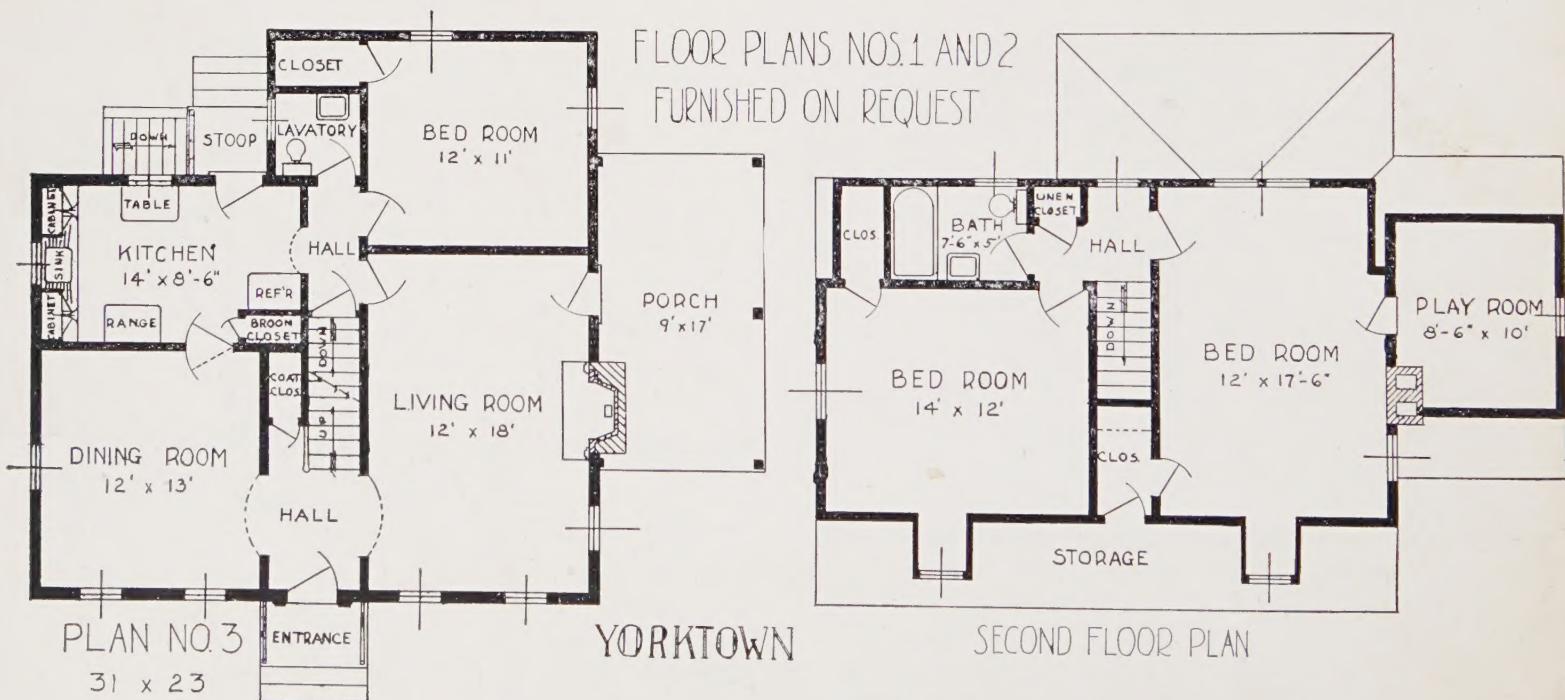 FLOOR PLANS NOS. 1 AND 2
FURNISHED ON REQUEST
CLOSET
LAVATORY
BED ROOM
12' x 11'
DOWN
STOOP
CABINET
TABLE
SINK
KITCHEN
14' x 8'-6"
CABINET
RANGE
REF'R
BROOM
CLOSET
HALL
DOWN
COAT
CLOS.
UP
LIVING ROOM
12' x 18'
PORCH
9' x 17'
DINING ROOM
12' x 13'
HALL
ENTRANCE
PLAN NO. 3
31 x 23
YORKTOWN
CLOS.
BATH
7'-6" x 5'
LINEN
CLOSET
HALL
DOWN
BED ROOM
14' x 12'
BED ROOM
12' x 17'-6"
PLAY ROOM
8'-6" x 10'
CLOS.
STORAGE
SECOND FLOOR PLAN